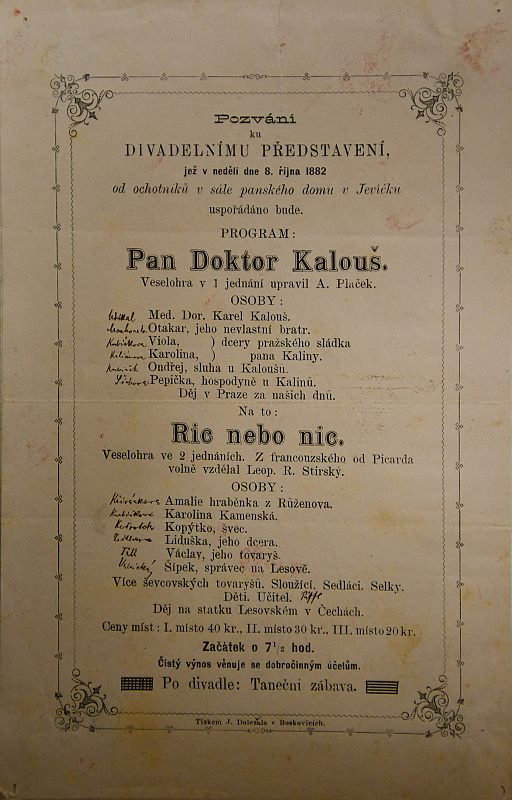 Pozvání
ku
DIVADELNÍMU PŘEDSTAVENÍ,
jež v neděli dne 8. října 1882
od ochotníků v sále panského domu v Jevíčku
uspořádáno bude.
PROGRAM:
Pan Doktor Kalouš.
Veselohra v 1 jednání upravil A. Plaček.
OSOBY:
Med. Dor. Karel Kalouš.
Otakar, jeho nevlastní bratr.
Viola, ) dcery pražského sládka
Karolina, ) pana Kaliny.
Ondřej, sluha u Kaloušů.
Pepička, hospodyně u Kalinů.
Děj v Praze za našich dnů.
Na to:
Ric nebo nic.
Veselohra ve 2 jednáních. Z francouzského od Picarda
volně vzdělal Leop. R. Stirský.
OSOBY:
Amalie hraběnka z Růženova.
Karolina Kamenská.
Kopýtko, švec.
Liduška, jeho dcera.
Václav, jeho tovaryš.
Šípek, správec na Lesově.
Více ševcovských tovaryšů. Sloužící. Sedláci. Selky.
Děti. Učitel.
Děj na statku Lesovském v Čechách.
Ceny míst: I. místo 40 kr., II. místo 30 kr., III. místo 20 kr.
Začátek o 7 1/2 hod.
Čistý výnos věnuje se dobročinným účelům.
Po divadle: Taneční zábava.
Tiskem J. Doležala v Boskovicích.